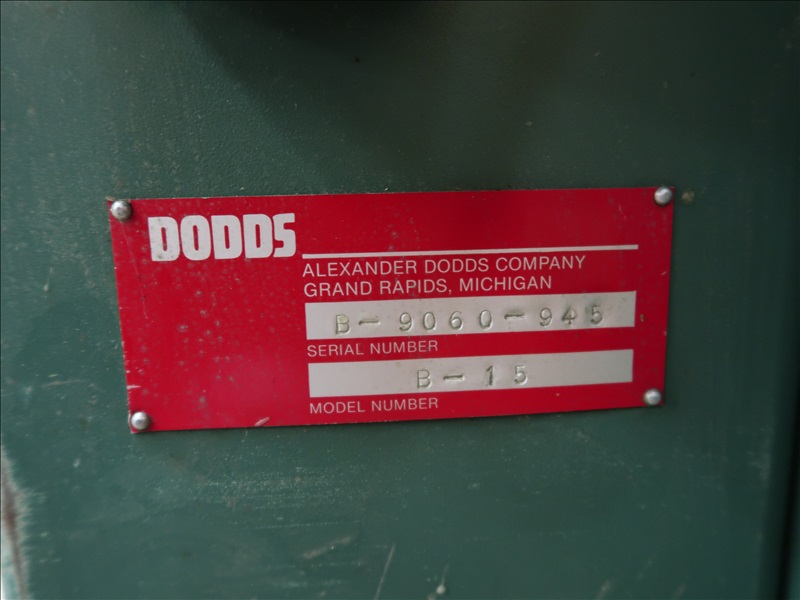 DODDS
ALEXANDER DODDS COMPANY
GRAND RAPIDS, MICHIGAN
B-9060-945
SERIAL NUMBER
B-15
MODEL NUMBER